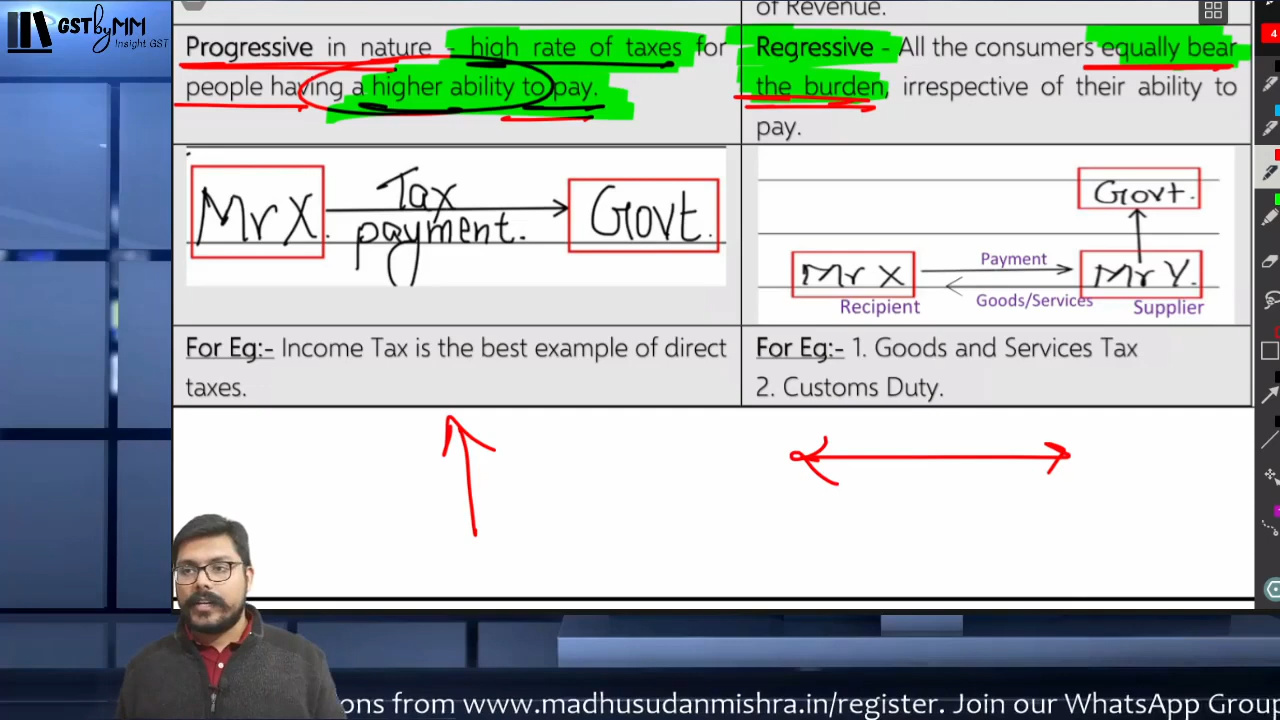 GSTbyMM
Insight GST
of Revenue.
Progressive in nature - high rate of taxes for
people having a higher ability to pay.
Regressive - All the consumers equally bear
the burden, irrespective of their ability to
pay.
Mr X.
Tax
payment.
Govt.
Govt.
Mr X
Payment
Goods/Services
Mr Y.
Recipient
Supplier
For Eg:- Income Tax is the best example of direct
taxes.
For Eg:- 1. Goods and Services Tax
2. Customs Duty.
4
ons from www.madhusudanmishra.in/register. Join our WhatsApp Group